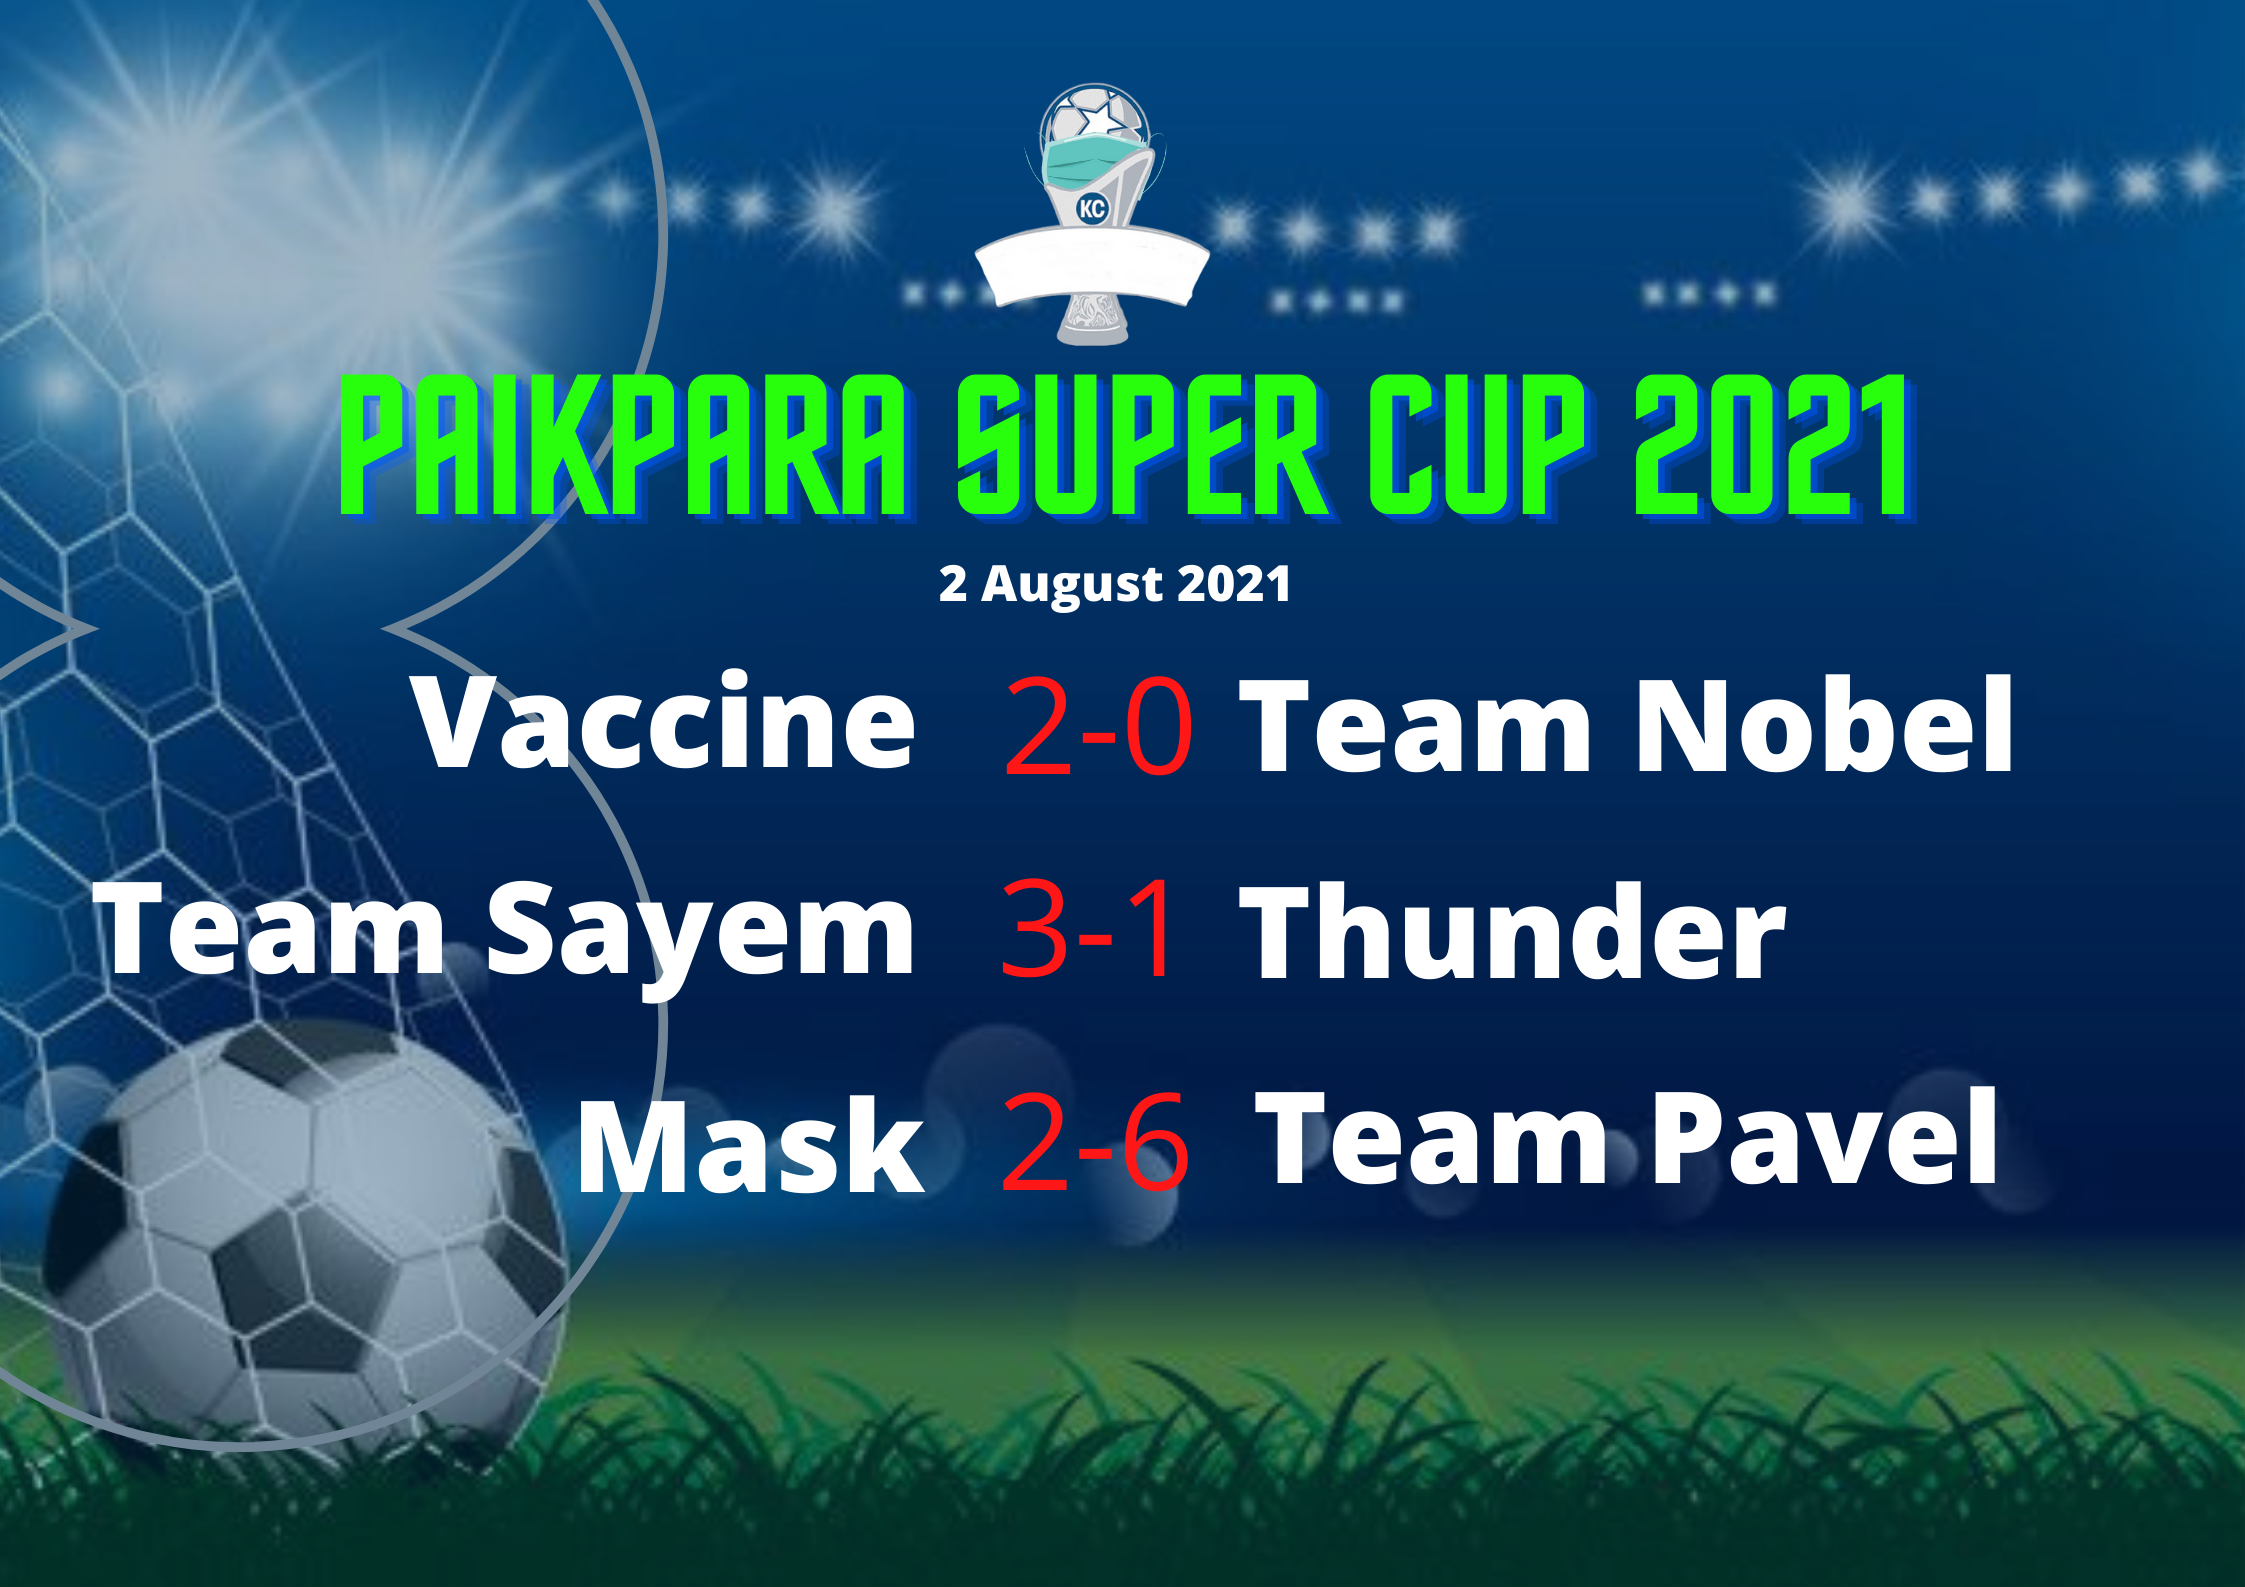 KC
PAIKPARA SUPER CUP 2021
2 August 2021
Vaccine 2-0 Team Nobel
Team Sayem 3-1 Thunder
Mask 2-6 Team Pavel